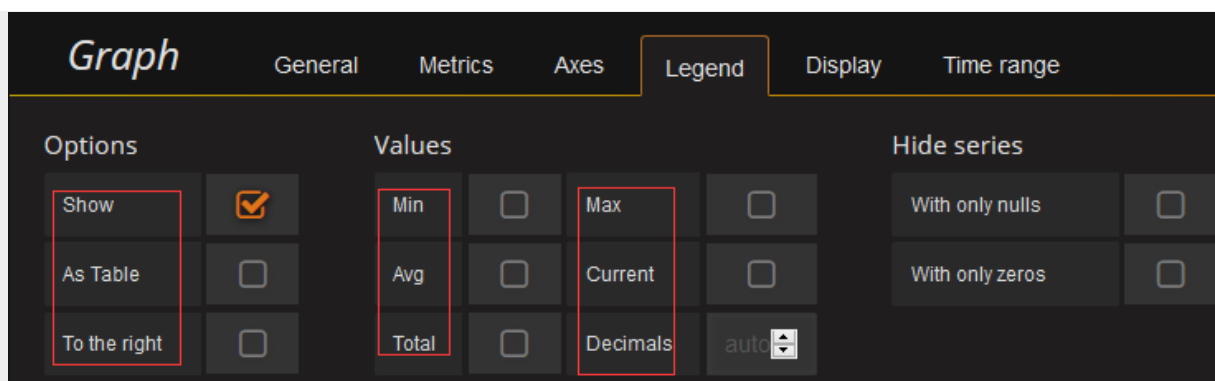 Graph General Metrics Axes Legend Display Time range
Options Values Hide series
Show Min Max With only nulls
As Table Avg Current With only zeros
To the right Total Decimals auto